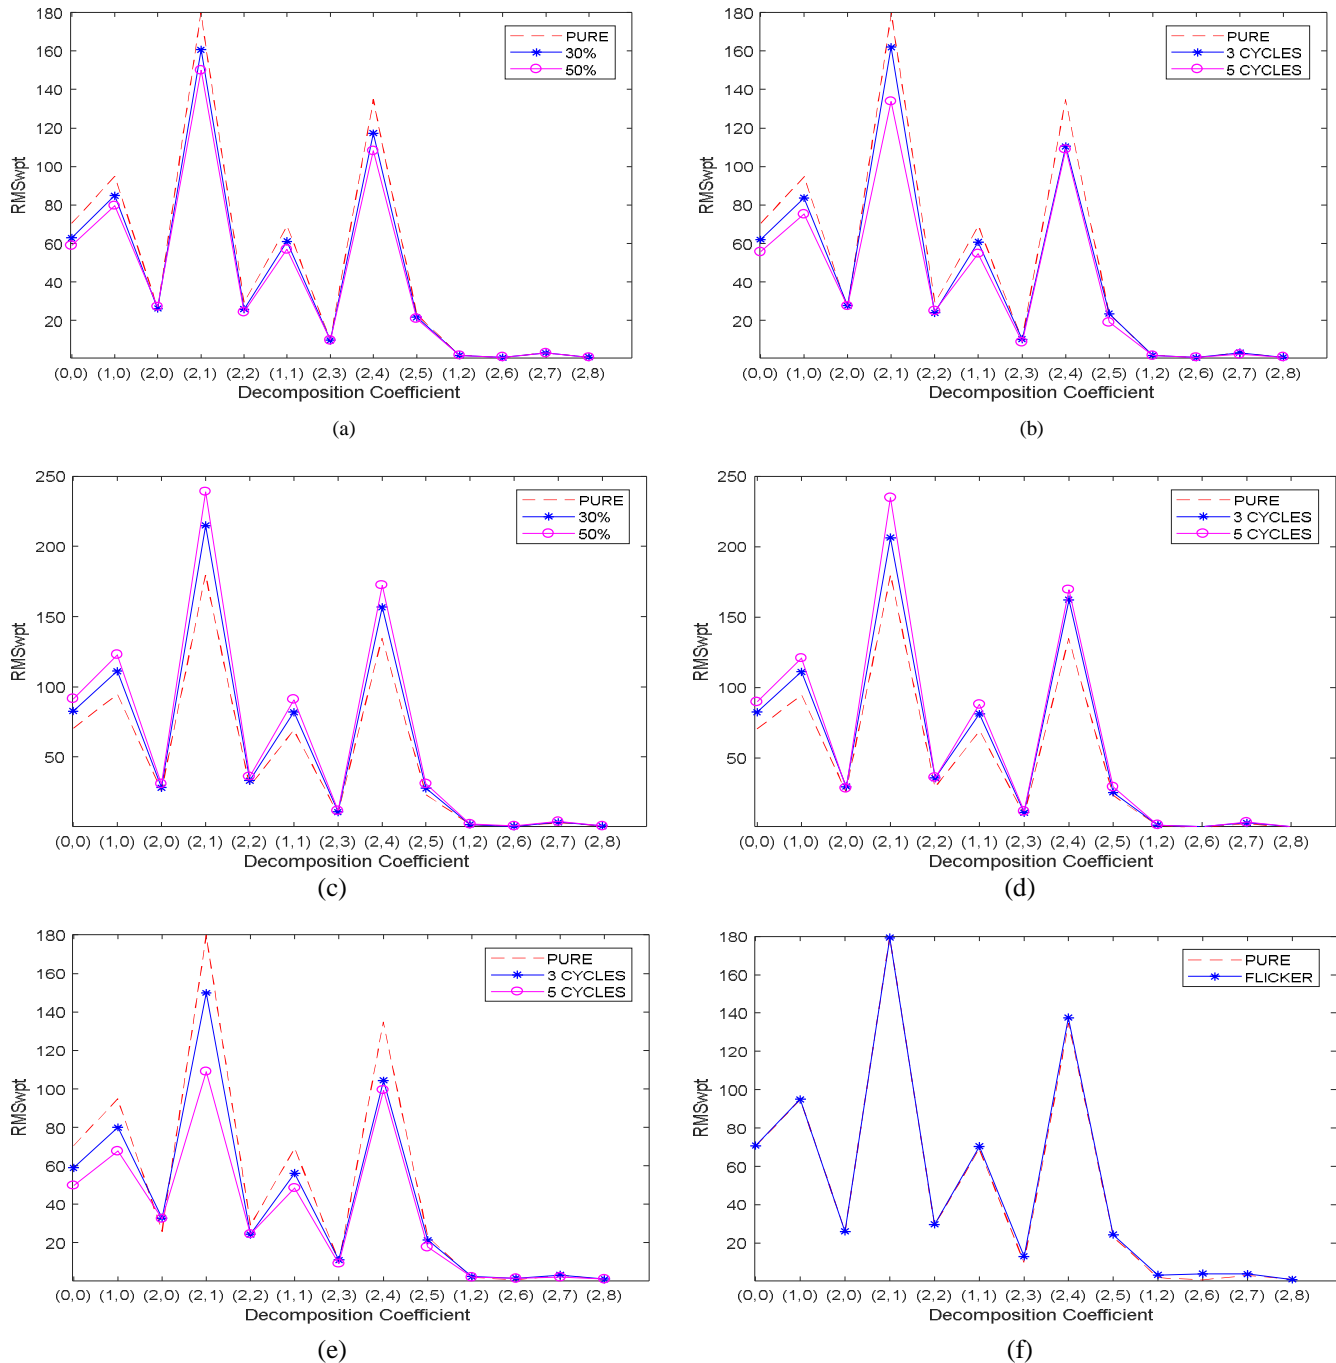 180
160
140
120
100
80
60
40
20
RMSwpt
PURE
30%
50%
(0,0) (1,0) (2,0) (2,1) (2,2) (1,1) (2,3) (2,4) (2,5) (1,2) (2,6) (2,7) (2,8)
Decomposition Coefficient
(a)
180
160
140
120
100
80
60
40
20
RMSwpt
PURE
3 CYCLES
5 CYCLES
(0,0) (1,0) (2,0) (2,1) (2,2) (1,1) (2,3) (2,4) (2,5) (1,2) (2,6) (2,7) (2,8)
Decomposition Coefficient
(b)
250
200
150
100
50
RMSwpt
PURE
30%
50%
(0,0) (1,0) (2,0) (2,1) (2,2) (1,1) (2,3) (2,4) (2,5) (1,2) (2,6) (2,7) (2,8)
Decomposition Coefficient
(c)
250
200
150
100
50
RMSwpt
PURE
3 CYCLES
5 CYCLES
(0,0) (1,0) (2,0) (2,1) (2,2) (1,1) (2,3) (2,4) (2,5) (1,2) (2,6) (2,7) (2,8)
Decomposition Coefficient
(d)
180
160
140
120
100
80
60
40
20
RMSwpt
PURE
3 CYCLES
5 CYCLES
(0,0) (1,0) (2,0) (2,1) (2,2) (1,1) (2,3) (2,4) (2,5) (1,2) (2,6) (2,7) (2,8)
Decomposition Coefficient
(e)
180
160
140
120
100
80
60
40
20
RMSwpt
PURE
FLICKER
(0,0) (1,0) (2,0) (2,1) (2,2) (1,1) (2,3) (2,4) (2,5) (1,2) (2,6) (2,7) (2,8)
Decomposition Coefficient
(f)